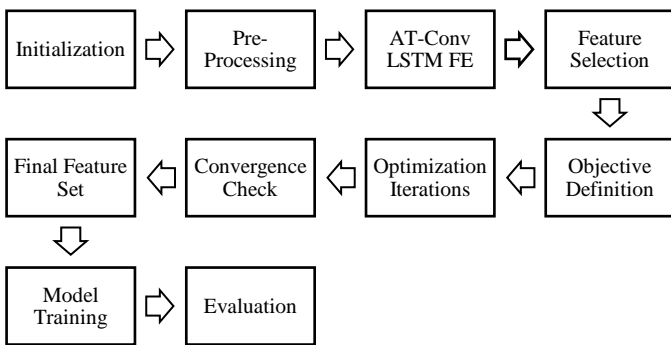 Initialization
Pre-
Processing
AT-Conv
LSTM FE
Feature
Selection
Final Feature
Set
Convergence
Check
Optimization
Iterations
Objective
Definition
Model
Training
Evaluation